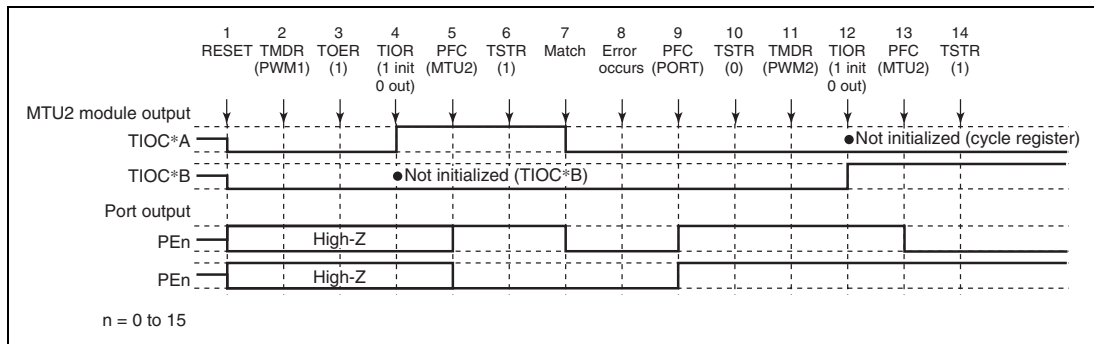 1 2 3 4 5 6 7 8 9 10 11 12 13 14
RESET TMDR TOER TIOR PFC TSTR Match Error PFC TSTR TMDR TIOR PFC TSTR
(PWM1) (1) (1 init (MTU2) (1) occurs (PORT) (0) (PWM2) (1 init (MTU2) (1)
0 out) 0 out)
MTU2 module output
TIOC*A ●Not initialized (cycle register)
TIOC*B ●Not initialized (TIOC*B)
Port output
PEn High-Z
PEn High-Z
n = 0 to 15